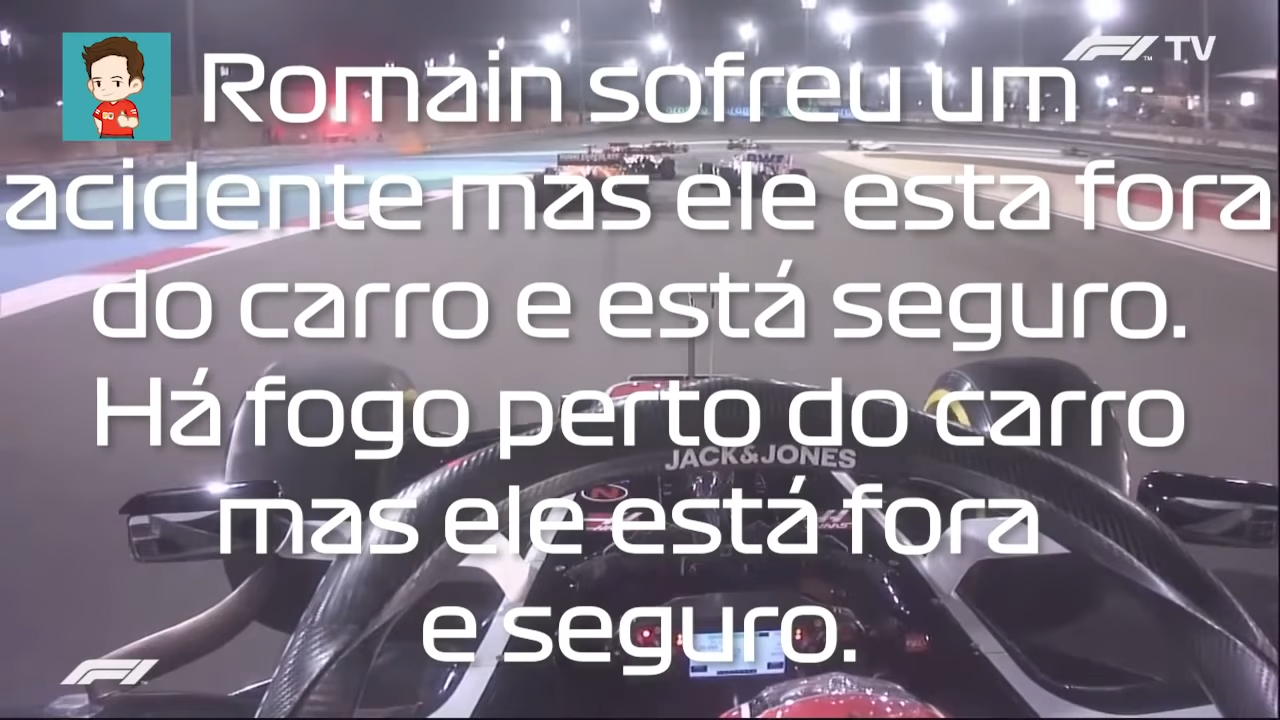 F1 TV
Romain sofreu um
acidente mas ele esta fora
do carro e está seguro.
Há fogo perto do carro
JACK&JONES
mas ele está fora
e seguro.
F1